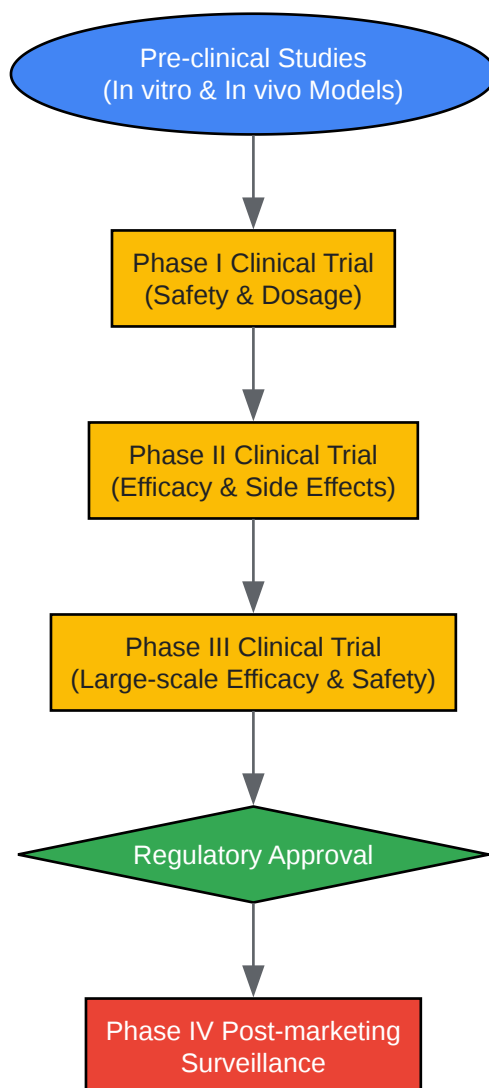 Pre-clinical Studies
(In vitro & In vivo Models)
Phase I Clinical Trial
(Safety & Dosage)
Phase II Clinical Trial
(Efficacy & Side Effects)
Phase III Clinical Trial
(Large-scale Efficacy & Safety)
Regulatory Approval
Phase IV Post-marketing
Surveillance